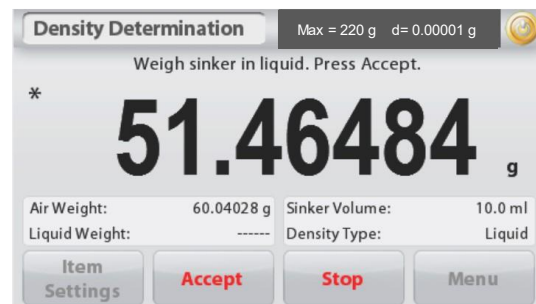 Density Determination Max = 220 g d= 0.00001 g
Weigh sinker in liquid. Press Accept.
*
51.46484 g
Air Weight: 60.04028 g Sinker Volume: 10.0 ml
Liquid Weight: ------ Density Type: Liquid
Item Settings Accept Stop Menu